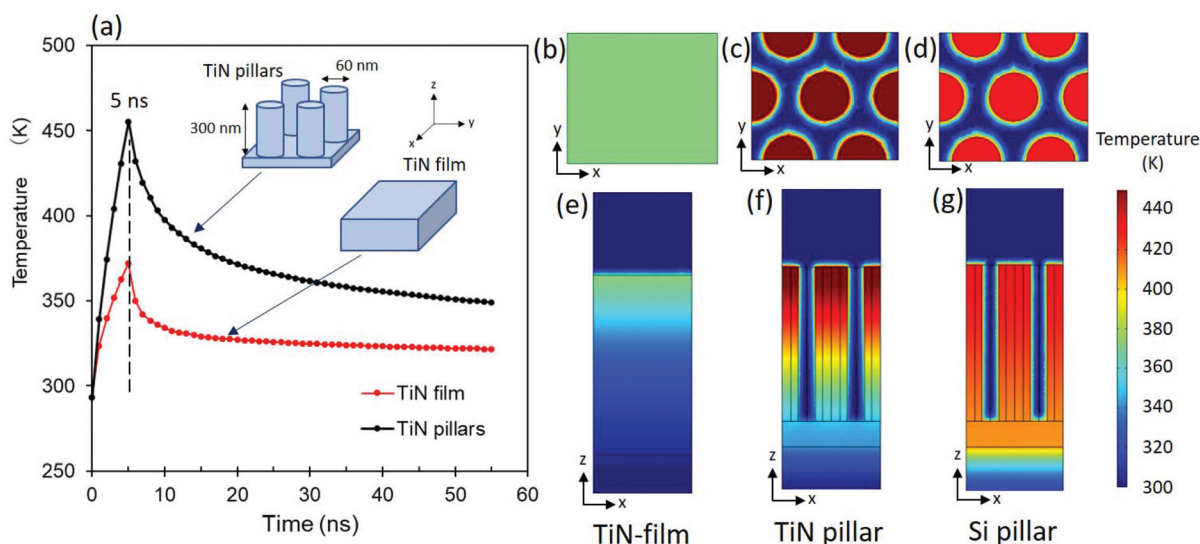 (a)
500
450
400
350
300
250
Temperature (K)
0
10
20
30
40
50
60
Time (ns)
5 ns
TiN pillars
60 nm
300 nm
z
y
x
TiN film
TiN film
TiN pillars
(b)
y
x
(c)
y
x
(d)
y
x
(e)
z
x
TiN-film
(f)
z
x
TiN pillar
(g)
z
x
Si pillar
Temperature
(K)
440
420
400
380
360
340
320
300